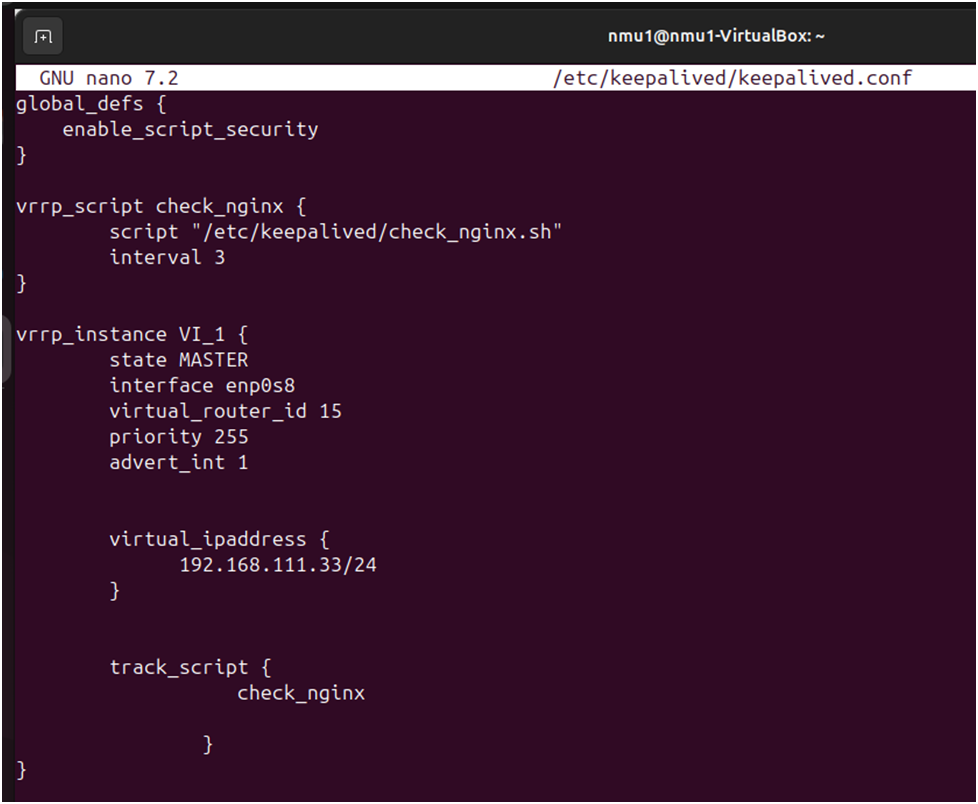 nmu1@nmu1-VirtualBox: ~
GNU nano 7.2 /etc/keepalived/keepalived.conf
global_defs {
    enable_script_security
}
vrrp_script check_nginx {
        script "/etc/keepalived/check_nginx.sh"
        interval 3
}
vrrp_instance VI_1 {
        state MASTER
        interface enp0s8
        virtual_router_id 15
        priority 255
        advert_int 1
        virtual_ipaddress {
              192.168.111.33/24
        }
        track_script {
                   check_nginx
                }
}